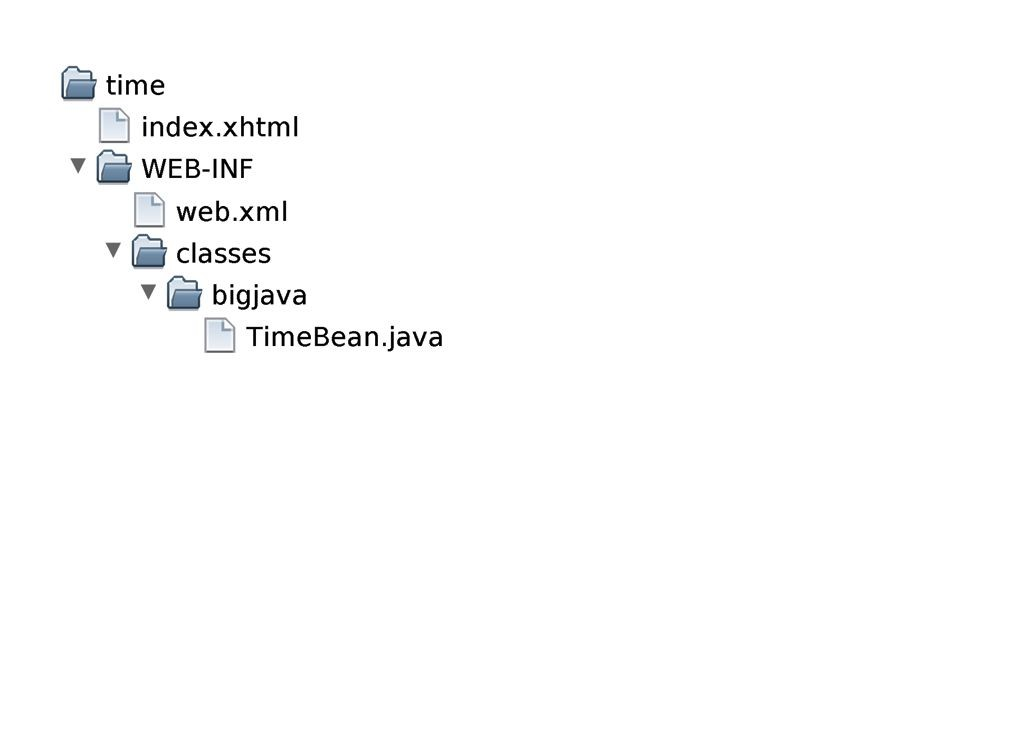 time
index.xhtml
WEB-INF
web.xml
classes
bigjava
TimeBean.java